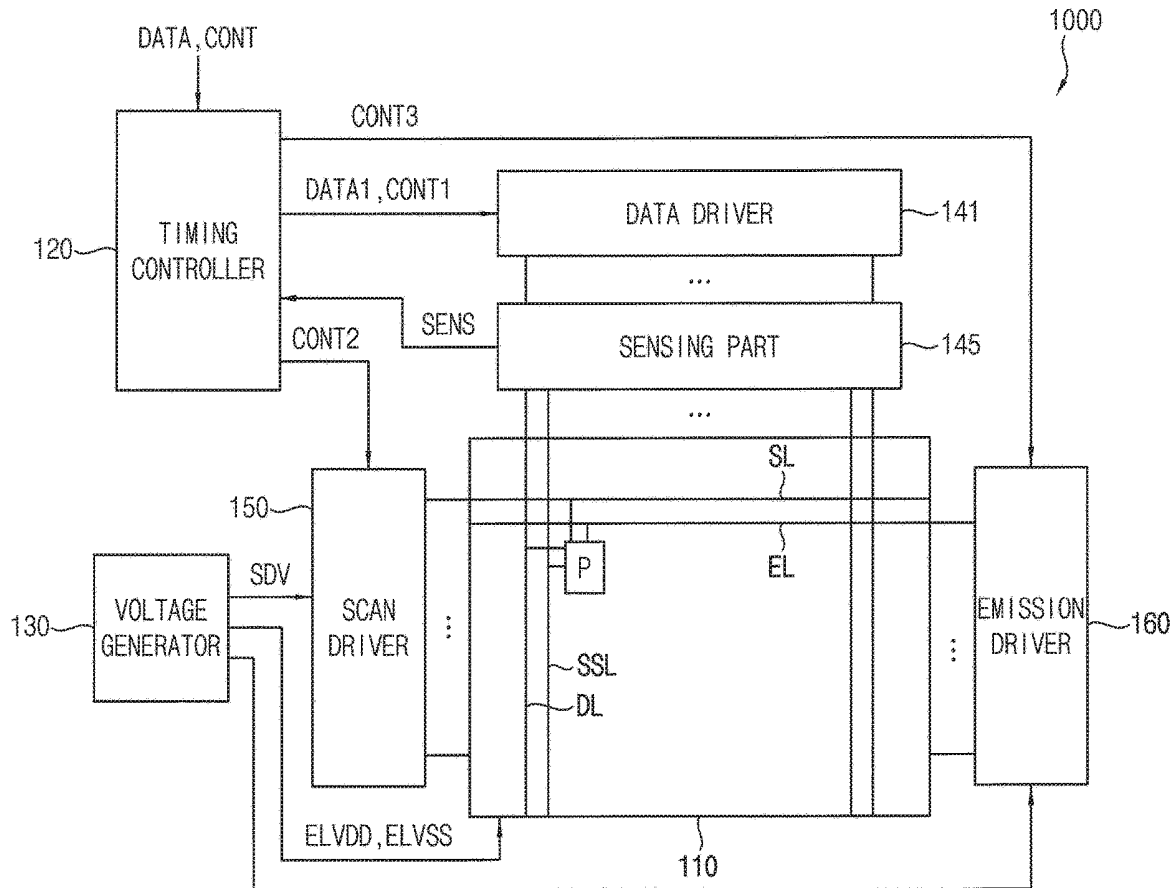 1000
DATA,CONT
CONT3
DATA1,CONT1
DATA DRIVER
141
120
TIMING
CONTROLLER
...
SENS
SENSING PART
145
CONT2
...
SL
150
EL
P
SDV
130
VOLTAGE
GENERATOR
SCAN
DRIVER
...
SSL
DL
...
EMISSION
DRIVER
160
ELVDD,ELVSS
110